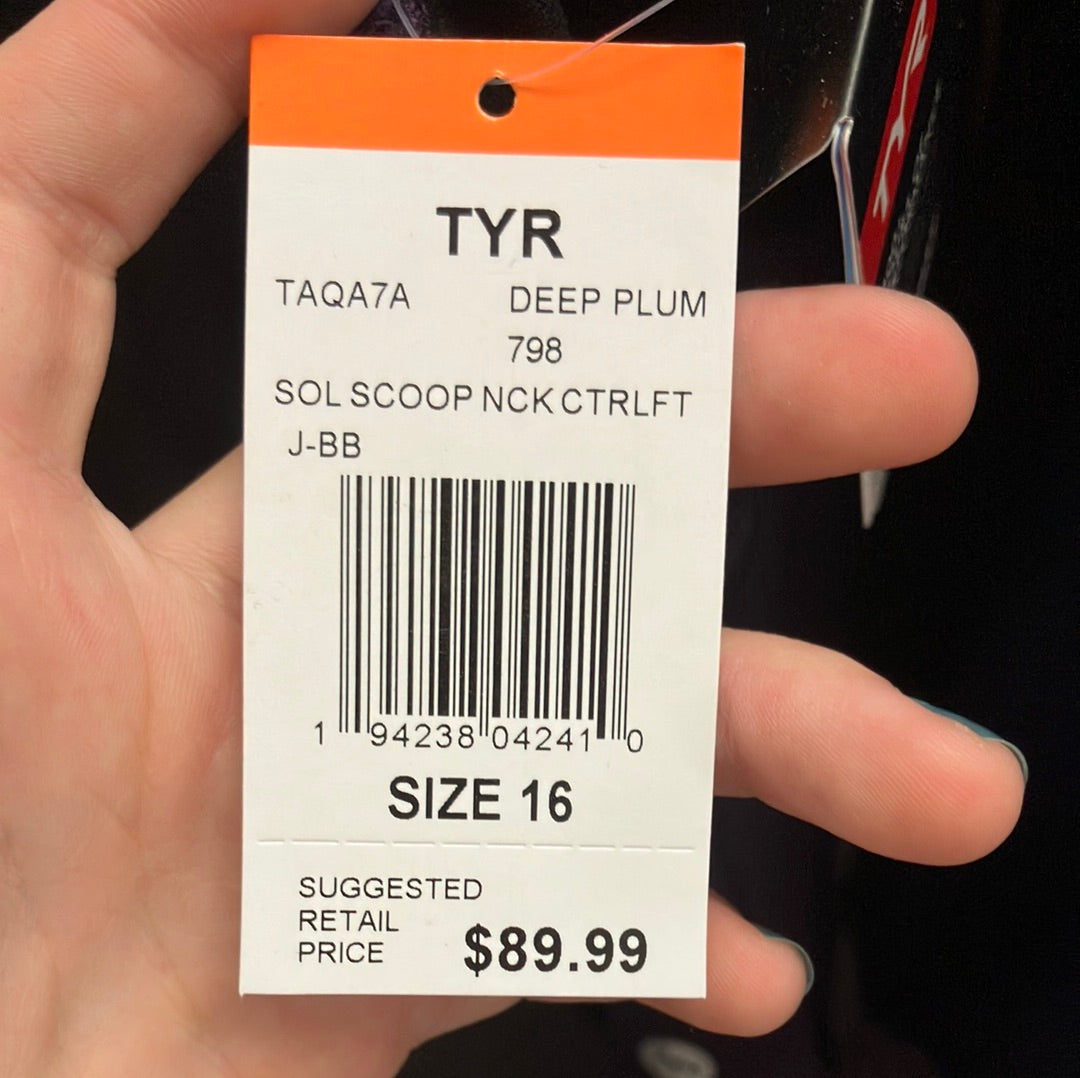 TYR
TAQA7A DEEP PLUM
798
SOL SCOOP NCK CTRLFT
J-BB
1 94238 04241 0
SIZE 16
SUGGESTED
RETAIL
PRICE $89.99